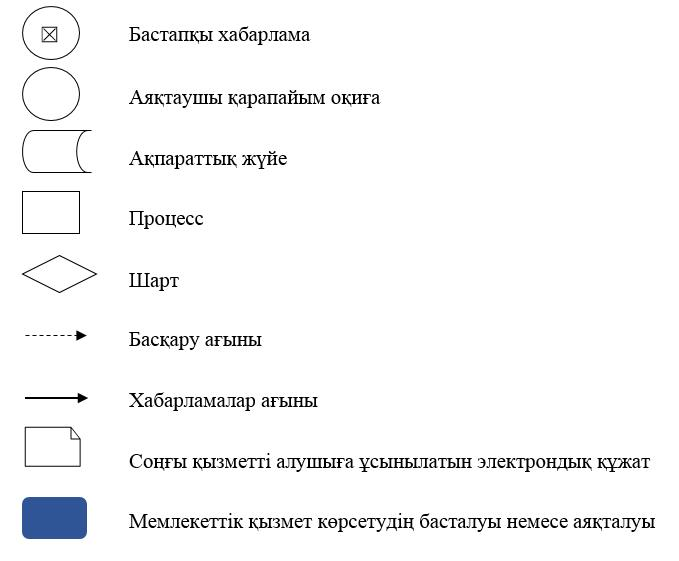 Бастапқы хабарлама
Аяқтаушы қарапайым оқиға
Ақпараттық жүйе
Процесс
Шарт
Басқару ағыны
Хабарламалар ағыны
Соңғы қызметті алушыға ұсынылатын электрондық құжат
Мемлекеттік қызмет көрсетудің басталуы немесе аяқталуы